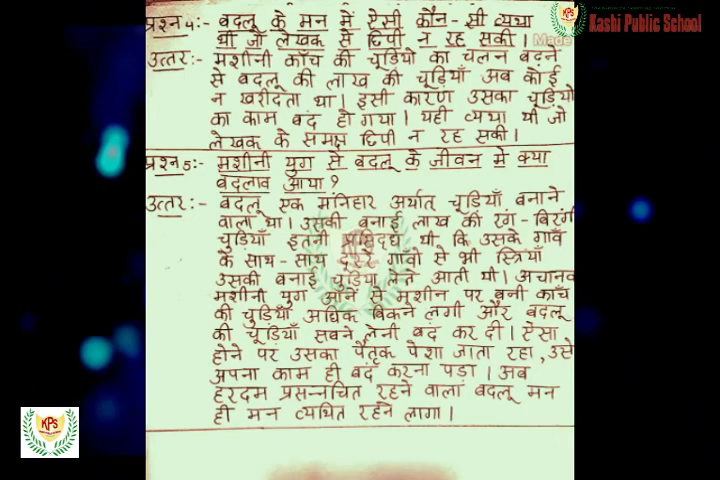 Kashi Public School
प्रश्न 4:- बदलू के मन में ऐसी कौन - सी व्यथा
थी जो लेखक से छिपी न रह सकी।
Made
उत्तर:- मशीनी काँच की चूड़ियो का चलन बढ़ने
से बदलू की लाख की चूड़ियाँ अब कोई
न खरीदता था। इसी कारण उसका चूड़ियो
का काम बंद हो गया। यही व्यथा थी जो
लेखक के समक्ष छिपी न रह सकी।
प्रश्न 5:- मशीनी युग से बदलू के जीवन मे क्या
बदलाव आया?
उत्तर:- बदलू एक मनिहार अर्थात् चूड़ियाँ बनाने
वाला था। उसकी बनाई लाख की रंग - बिरंगी
चुड़ियाँ इतनी प्रसिद्ध थी कि उसके गाँव
के साथ - साथ दूसरे गाँवो से भी स्त्रियाँ
उसकी बनाई चुड़िया लेने आती थी। अचानक
मशीनी युग आने से मशीन पर बनी काँच
की चुडियाँ अधिक बिकने लगी और बदलू
की चूड़ियाँ सबने लेनी बंद कर दी। ऐसा
होने पर उसका पैतृक पेशा जाता रहा, उसे
अपना काम ही बंद करना पड़ा। अब
हरदम प्रसन्नचित रहने वाला बदलू मन
ही मन व्यथित रहने लागा।
KPS